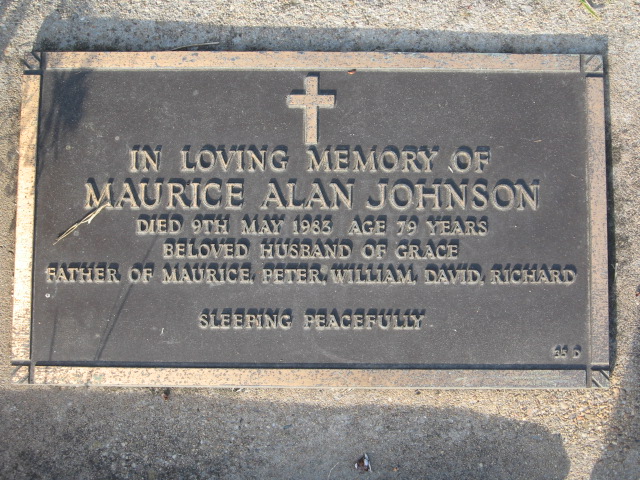 IN LOVING MEMORY OF
MAURICE ALAN JOHNSON
DIED 9TH MAY 1983 AGE 79 YEARS
BELOVED HUSBAND OF GRACE
FATHER OF MAURICE, PETER, WILLIAM, DAVID, RICHARD
SLEEPING PEACEFULLY